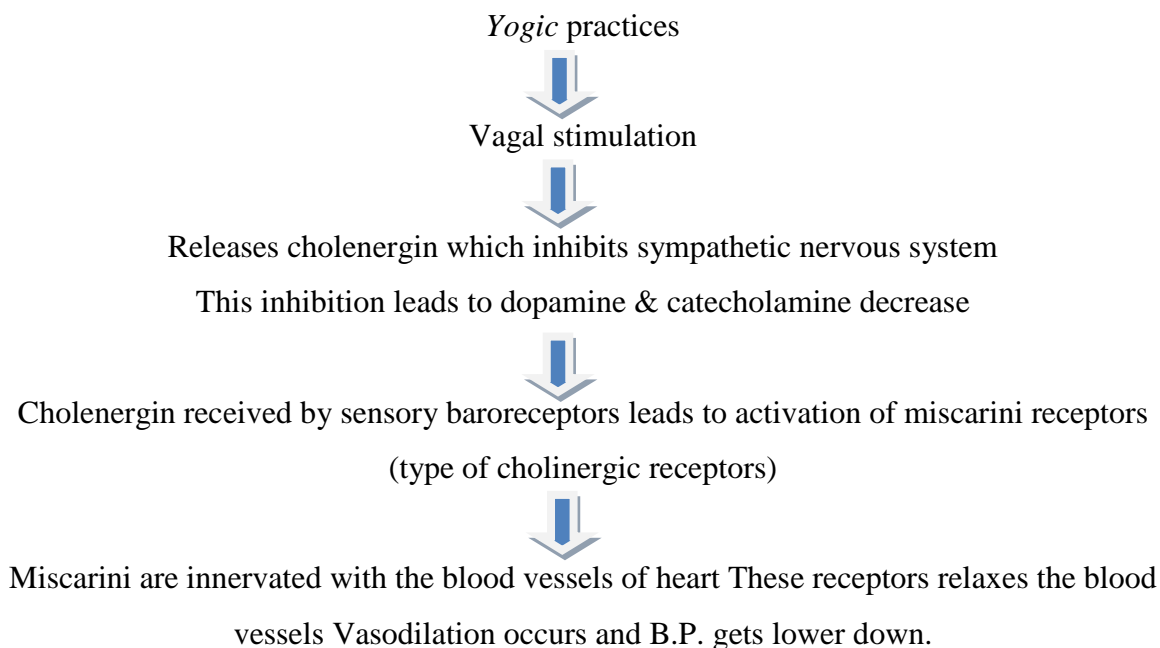 Yogic practices
Vagal stimulation
Releases cholenergin which inhibits sympathetic nervous system
This inhibition leads to dopamine & catecholamine decrease
Cholenergin received by sensory baroreceptors leads to activation of miscarini receptors
(type of cholinergic receptors)
Miscarini are innervated with the blood vessels of heart These receptors relaxes the blood
vessels Vasodilation occurs and B.P. gets lower down.